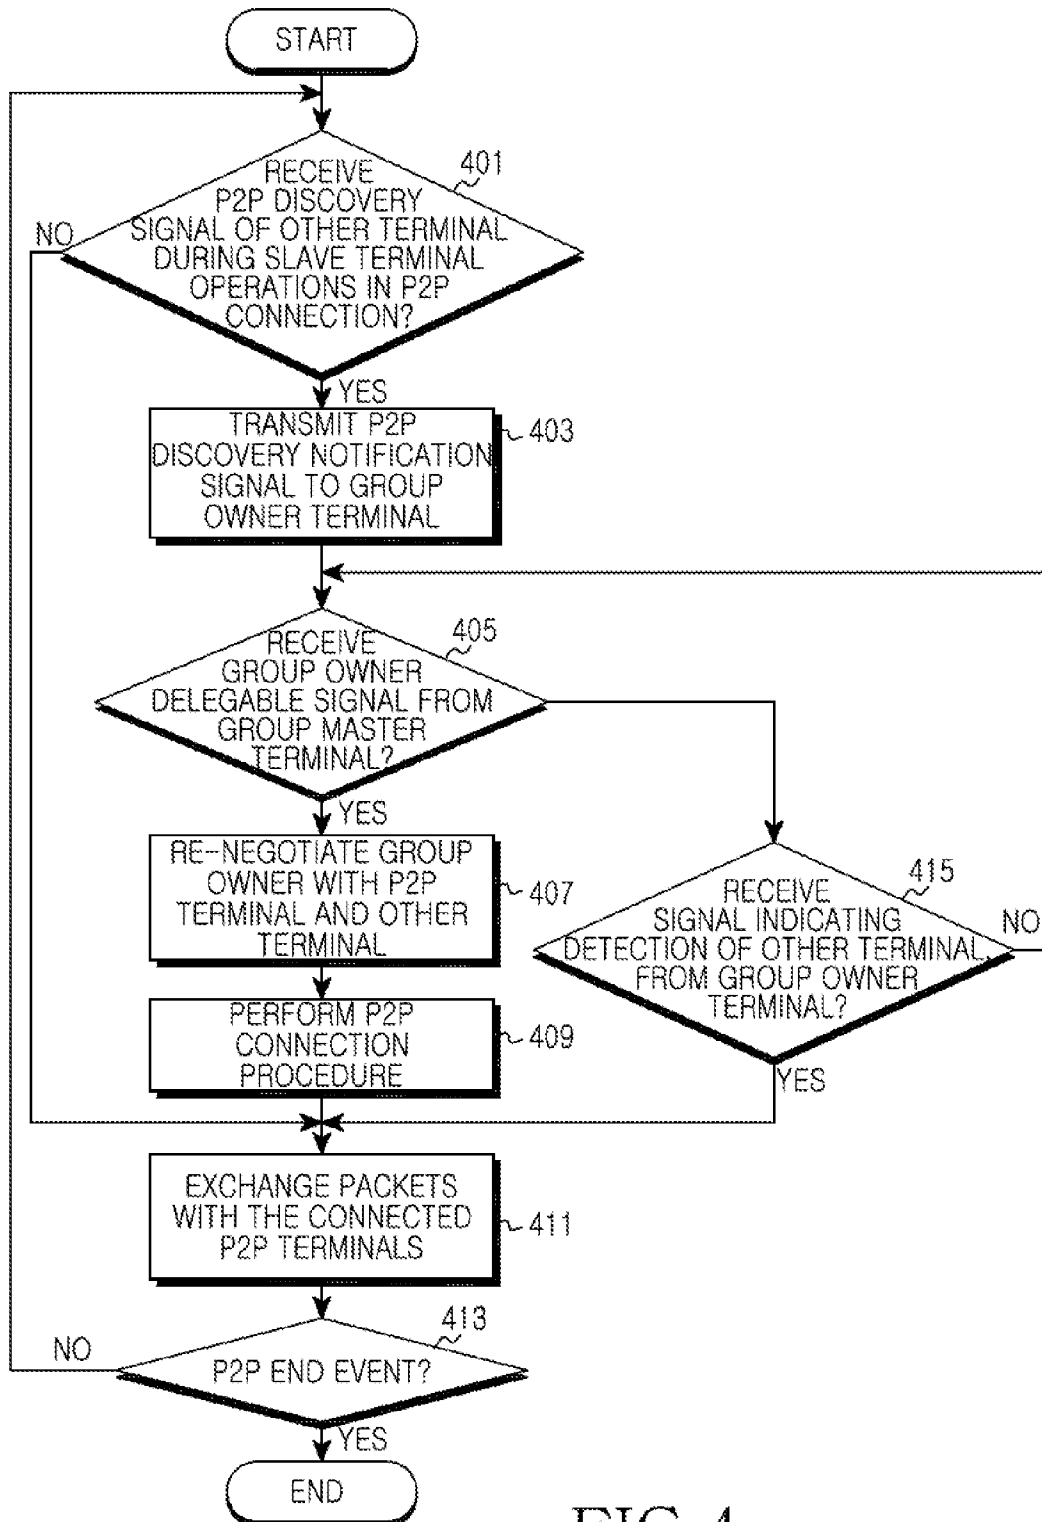 START
RECEIVE
P2P DISCOVERY
SIGNAL OF OTHER TERMINAL
DURING SLAVE TERMINAL
OPERATIONS IN P2P
CONNECTION?
401
NO
YES
TRANSMIT P2P
DISCOVERY NOTIFICATION
SIGNAL TO GROUP
OWNER TERMINAL
403
RECEIVE
GROUP OWNER
DELEGABLE SIGNAL FROM
GROUP MASTER
TERMINAL?
405
YES
RE-NEGOTIATE GROUP
OWNER WITH P2P
TERMINAL AND OTHER
TERMINAL
407
RECEIVE
SIGNAL INDICATING
DETECTION OF OTHER TERMINAL,
FROM GROUP OWNER
TERMINAL?
415
NO
YES
PERFORM P2P
CONNECTION
PROCEDURE
409
EXCHANGE PACKETS
WITH THE CONNECTED
P2P TERMINALS
411
P2P END EVENT?
413
NO
YES
END
FIG.4